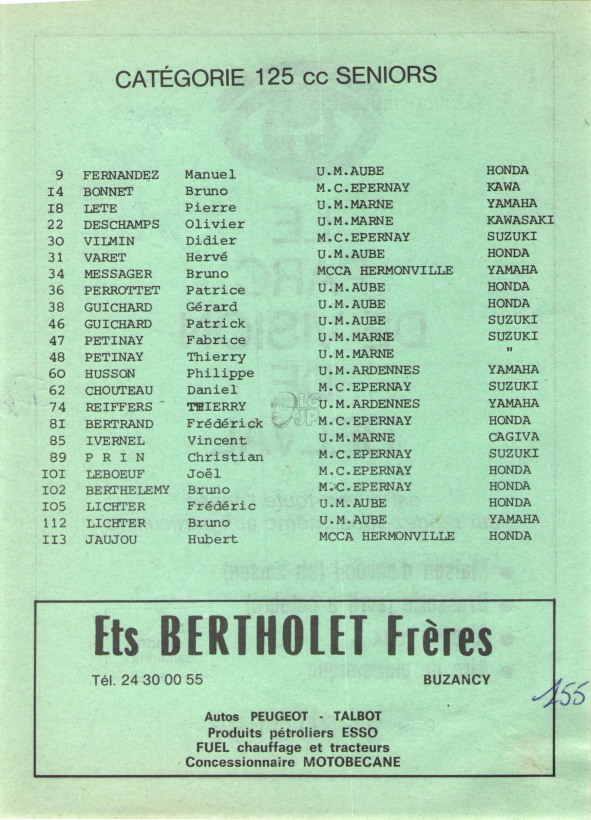 CATÉGORIE 125 cc SENIORS
9 FERNANDEZ Manuel U.M.AUBE HONDA
I4 BONNET Bruno M.C.EPERNAY KAWA
I8 LETE Pierre U.M.MARNE YAMAHA
22 DESCHAMPS Olivier U.M.MARNE KAWASAKI
30 VILMIN Didier M.C.EPERNAY SUZUKI
31 VARET Hervé U.M.AUBE HONDA
34 MESSAGER Bruno MCCA HERMONVILLE YAMAHA
36 PERROTTET Patrice U.M.AUBE HONDA
38 GUICHARD Gérard U.M.AUBE HONDA
46 GUICHARD Patrick U.M.AUBE SUZUKI
47 PETINAY Fabrice U.M.MARNE SUZUKI
48 PETINAY Thierry U.M.MARNE "
60 HUSSON Philippe U.M.ARDENNES YAMAHA
62 CHOUTEAU Daniel M.C.EPERNAY SUZUKI
74 REIFFERS THIERRY U.M.ARDENNES YAMAHA
8I BERTRAND Frédérick M.C.EPERNAY HONDA
85 IVERNEL Vincent U.M.MARNE CAGIVA
89 P R I N Christian M.C.EPERNAY SUZUKI
IOI LEBOEUF Joël M.C.EPERNAY HONDA
IO2 BERTHELEMY Bruno M.C.EPERNAY HONDA
IO5 LICHTER Frédéric U.M.AUBE HONDA
112 LICHTER Bruno U.M.AUBE YAMAHA
II3 JAUJOU Hubert MCCA HERMONVILLE HONDA
Ets BERTHOLET Frères
Tél. 24 30 00 55 BUZANCY
155
Autos PEUGEOT - TALBOT
Produits pétroliers ESSO
FUEL chauffage et tracteurs
Concessionnaire MOTOBECANE